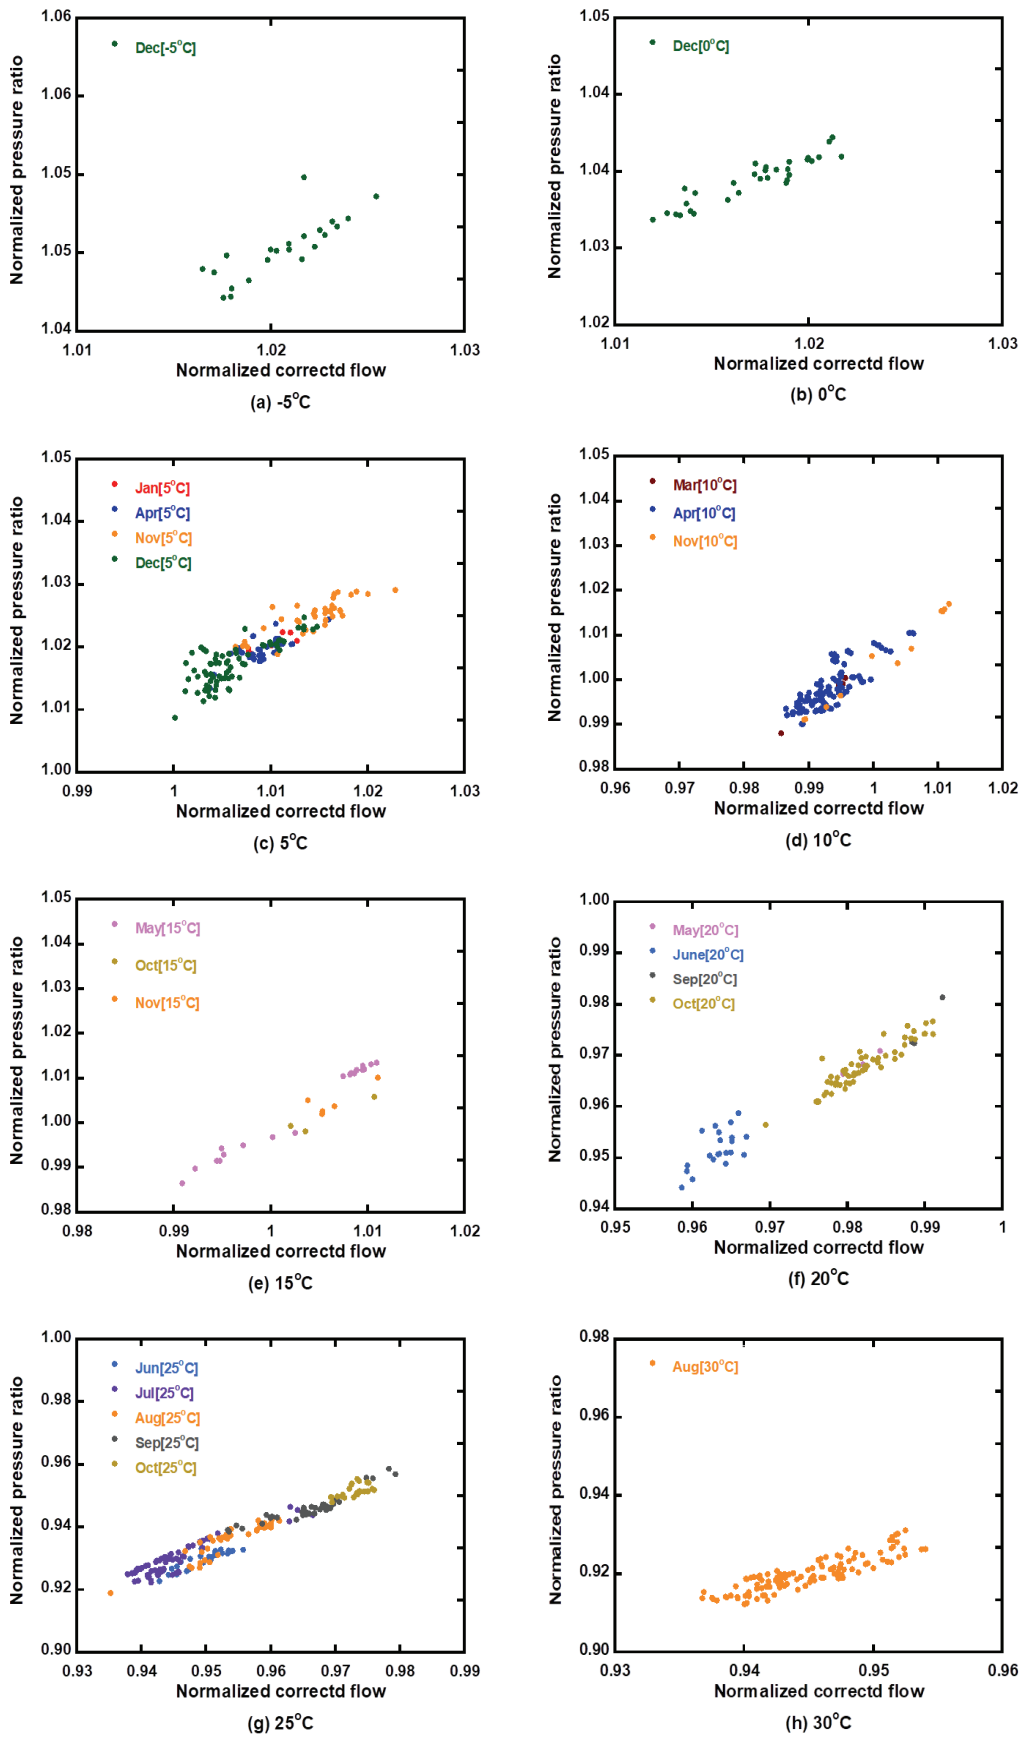 1.06
1.06
1.05
1.05
1.04
Normalized pressure ratio
Dec[-5°C]
1.01 1.02 1.03
Normalized correctd flow
(a) -5°C
1.05
1.04
1.04
1.03
1.02
Normalized pressure ratio
Dec[0°C]
1.01 1.02 1.03
Normalized correctd flow
(b) 0°C
1.05
1.04
1.03
1.02
1.01
1.00
Normalized pressure ratio
Jan[5°C]
Apr[5°C]
Nov[5°C]
Dec[5°C]
0.99 1 1.01 1.02 1.03
Normalized correctd flow
(c) 5°C
1.05
1.04
1.03
1.02
1.01
1.00
0.99
0.98
Normalized pressure ratio
Mar[10°C]
Apr[10°C]
Nov[10°C]
0.96 0.97 0.98 0.99 1 1.01 1.02
Normalized correctd flow
(d) 10°C
1.05
1.04
1.03
1.02
1.01
1.00
0.99
0.98
Normalized pressure ratio
May[15°C]
Oct[15°C]
Nov[15°C]
0.98 0.99 1 1.01 1.02
Normalized correctd flow
(e) 15°C
1.00
0.99
0.98
0.97
0.96
0.95
0.94
Normalized pressure ratio
May[20°C]
June[20°C]
Sep[20°C]
Oct[20°C]
0.95 0.96 0.97 0.98 0.99 1
Normalized correctd flow
(f) 20°C
1.00
0.98
0.96
0.94
0.92
0.90
Normalized pressure ratio
Jun[25°C]
Jul[25°C]
Aug[25°C]
Sep[25°C]
Oct[25°C]
0.93 0.94 0.95 0.96 0.97 0.98 0.99
Normalized correctd flow
(g) 25°C
0.98
0.96
0.94
0.92
0.90
Normalized pressure ratio
Aug[30°C]
0.93 0.94 0.95 0.96
Normalized correctd flow
(h) 30°C